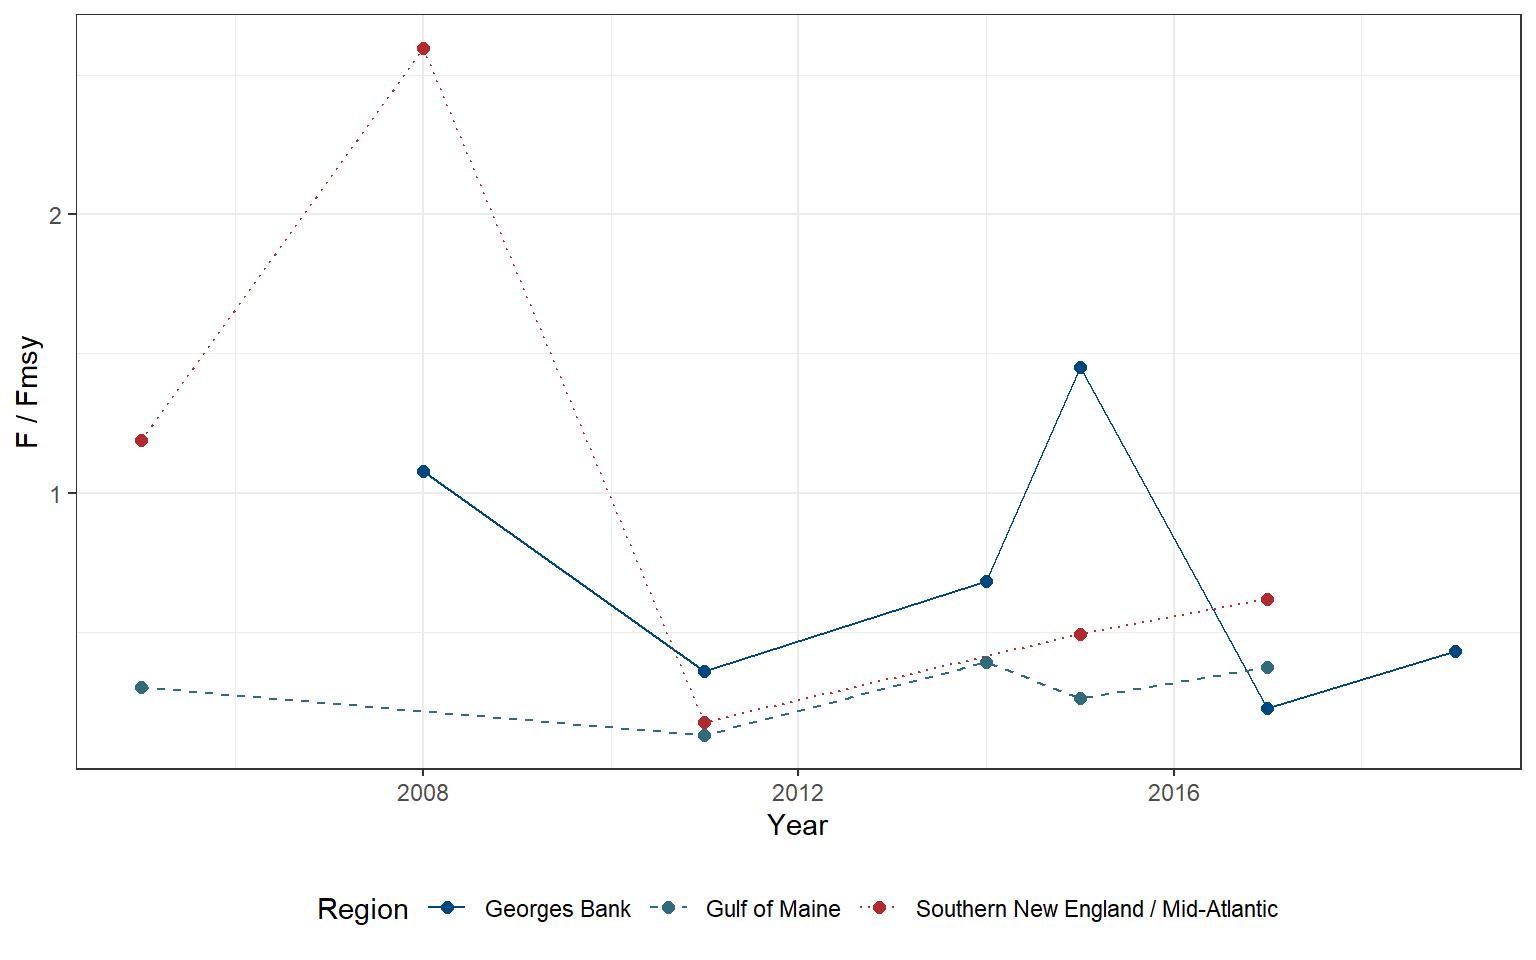 F / Fmsy
2
1
2008 2012 2016
Year
Region Georges Bank Gulf of Maine Southern New England / Mid-Atlantic